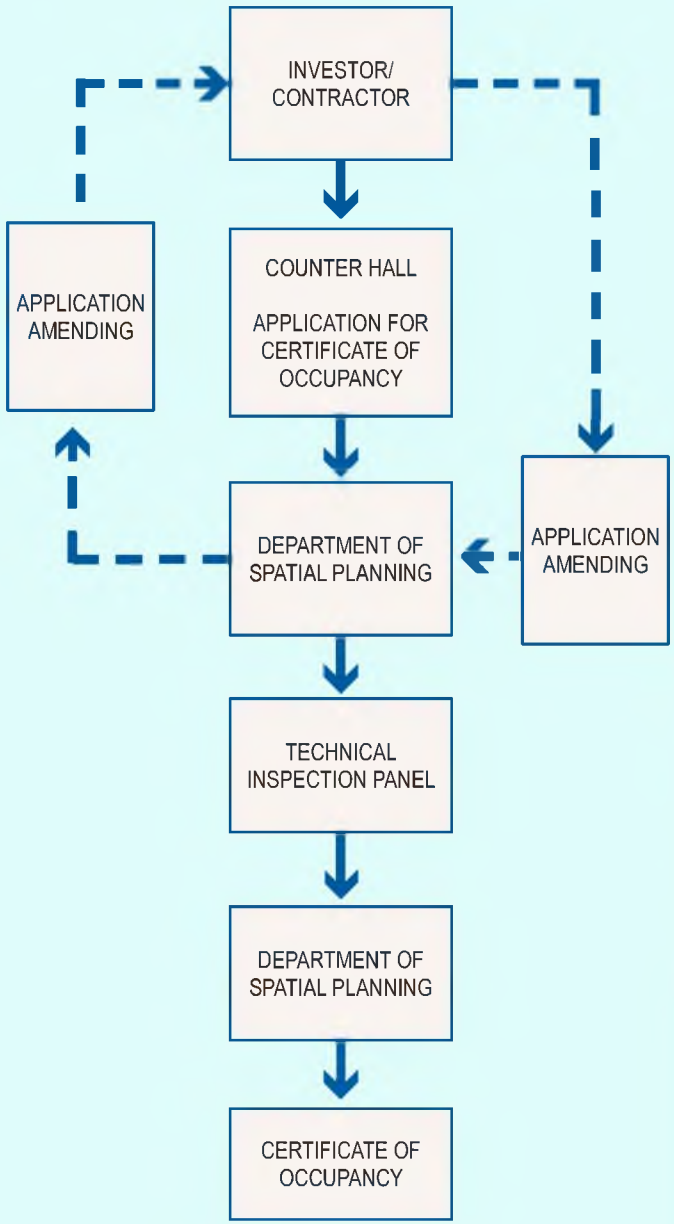 INVESTOR/
CONTRACTOR
APPLICATION
AMENDING
COUNTER HALL
APPLICATION FOR
CERTIFICATE OF
OCCUPANCY
DEPARTMENT OF
SPATIAL PLANNING
APPLICATION
AMENDING
TECHNICAL
INSPECTION PANEL
DEPARTMENT OF
SPATIAL PLANNING
CERTIFICATE OF
OCCUPANCY